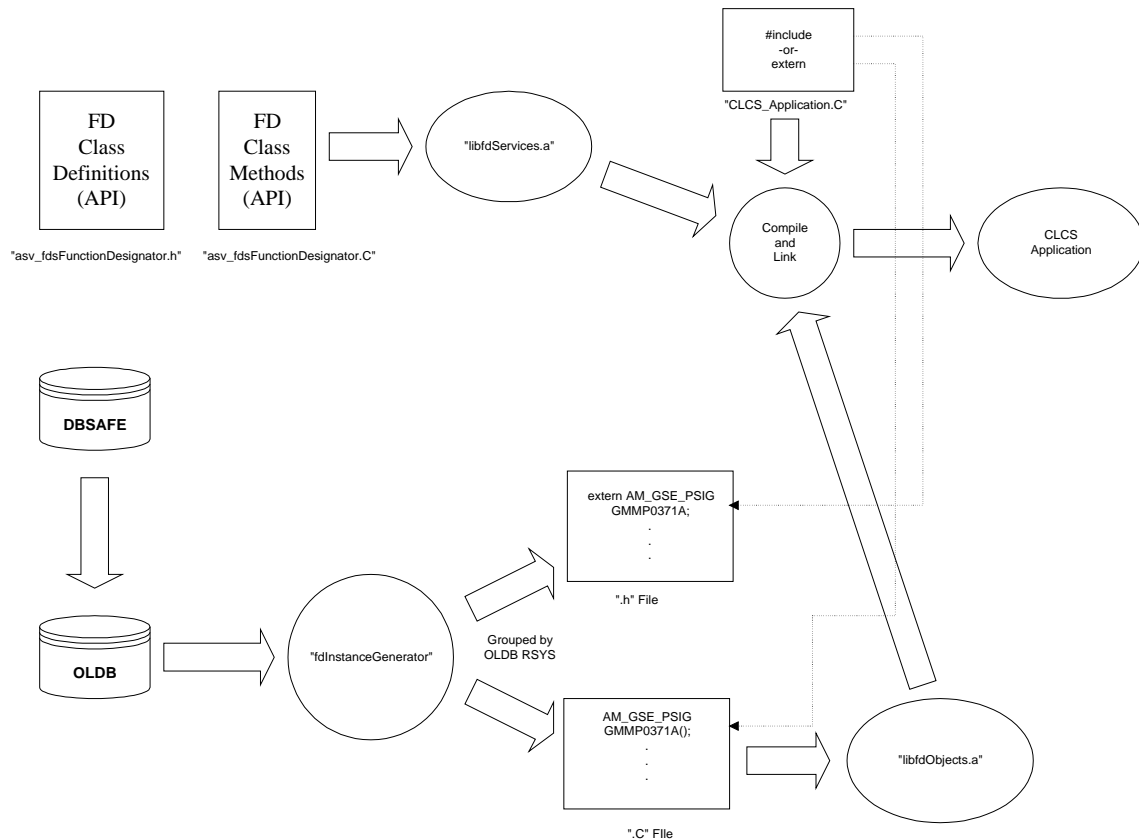 #include
-or-
extern
"CLCS_Application.C"
FD
Class
Definitions
(API)
"asv_fdsFunctionDesignator.h"
FD
Class
Methods
(API)
"asv_fdsFunctionDesignator.C"
"libfdServices.a"
Compile
and
Link
CLCS
Application
DBSAFE
OLDB
"fdInstanceGenerator"
Grouped by
OLDB RSYS
extern AM_GSE_PSIG
GMMP0371A;
.
.
.
".h" File
AM_GSE_PSIG
GMMP0371A();
.
.
.
".C" FIle
"libfdObjects.a"